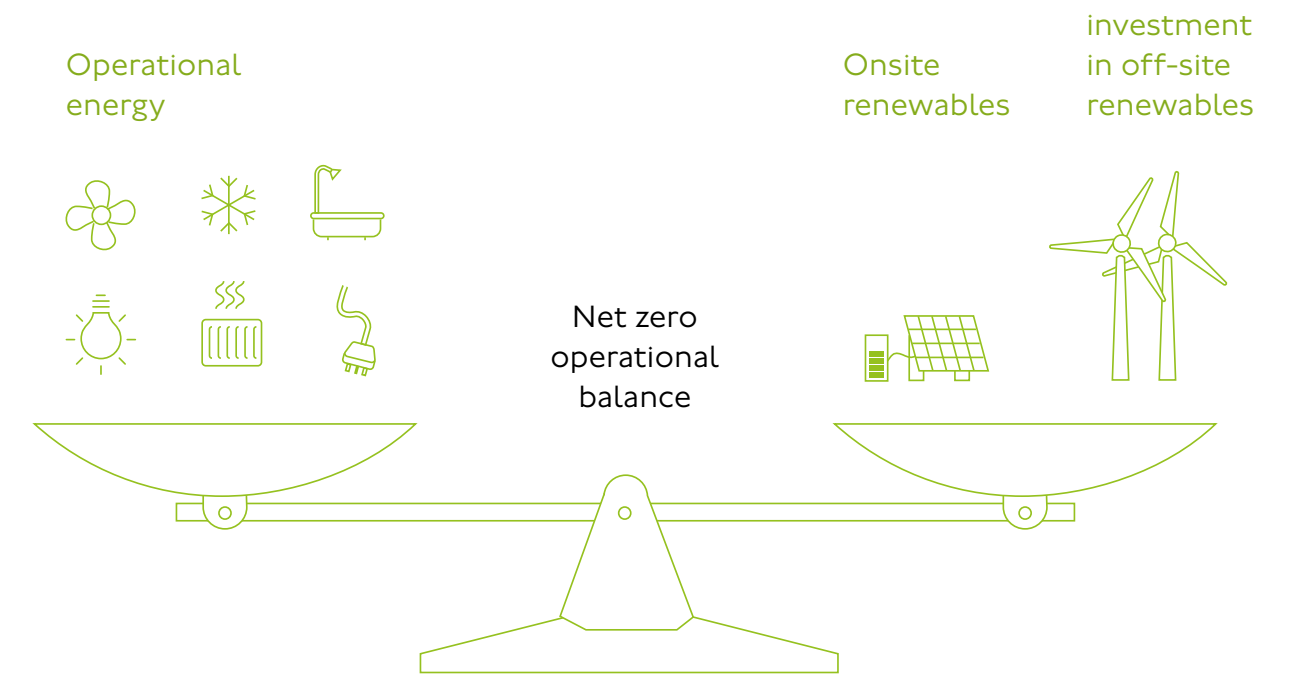 Operational
energy
Onsite
renewables
investment
in off-site
renewables
Net zero
operational
balance